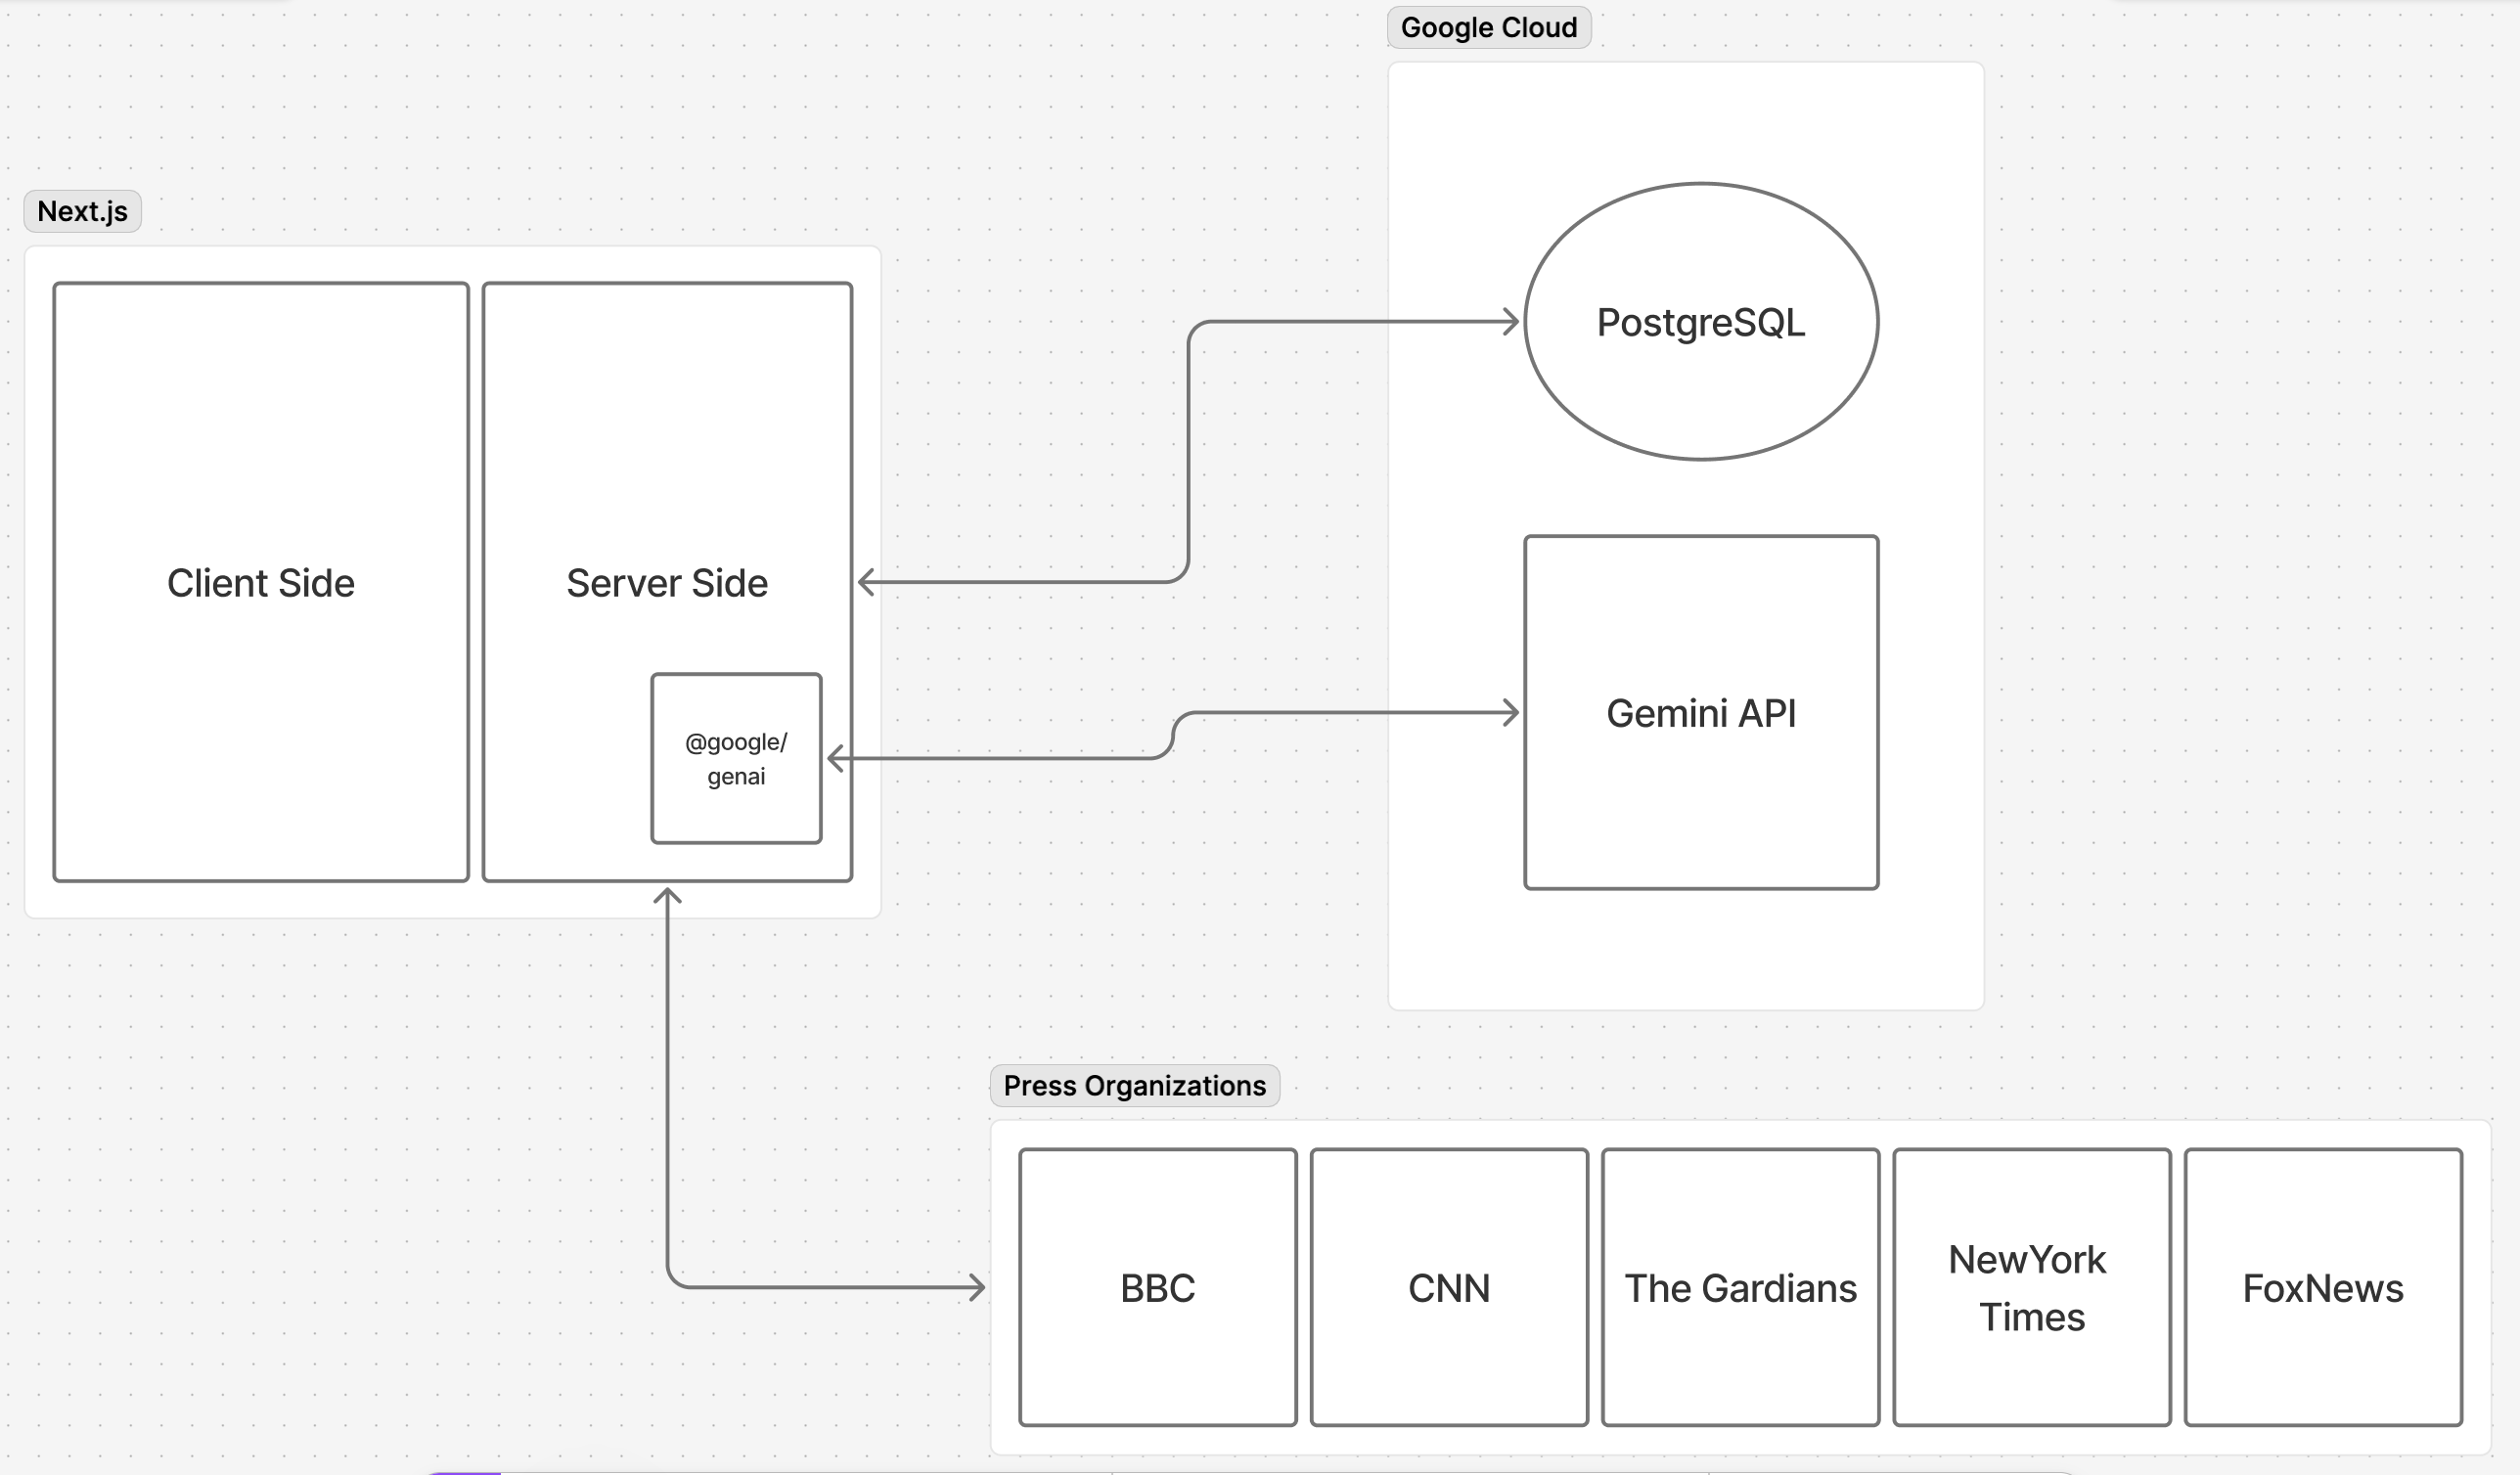 Google Cloud
Next.js
PostgreSQL
Client Side
Server Side
@google/
genai
Gemini API
Press Organizations
BBC
CNN
The Gardians
NewYork
Times
FoxNews